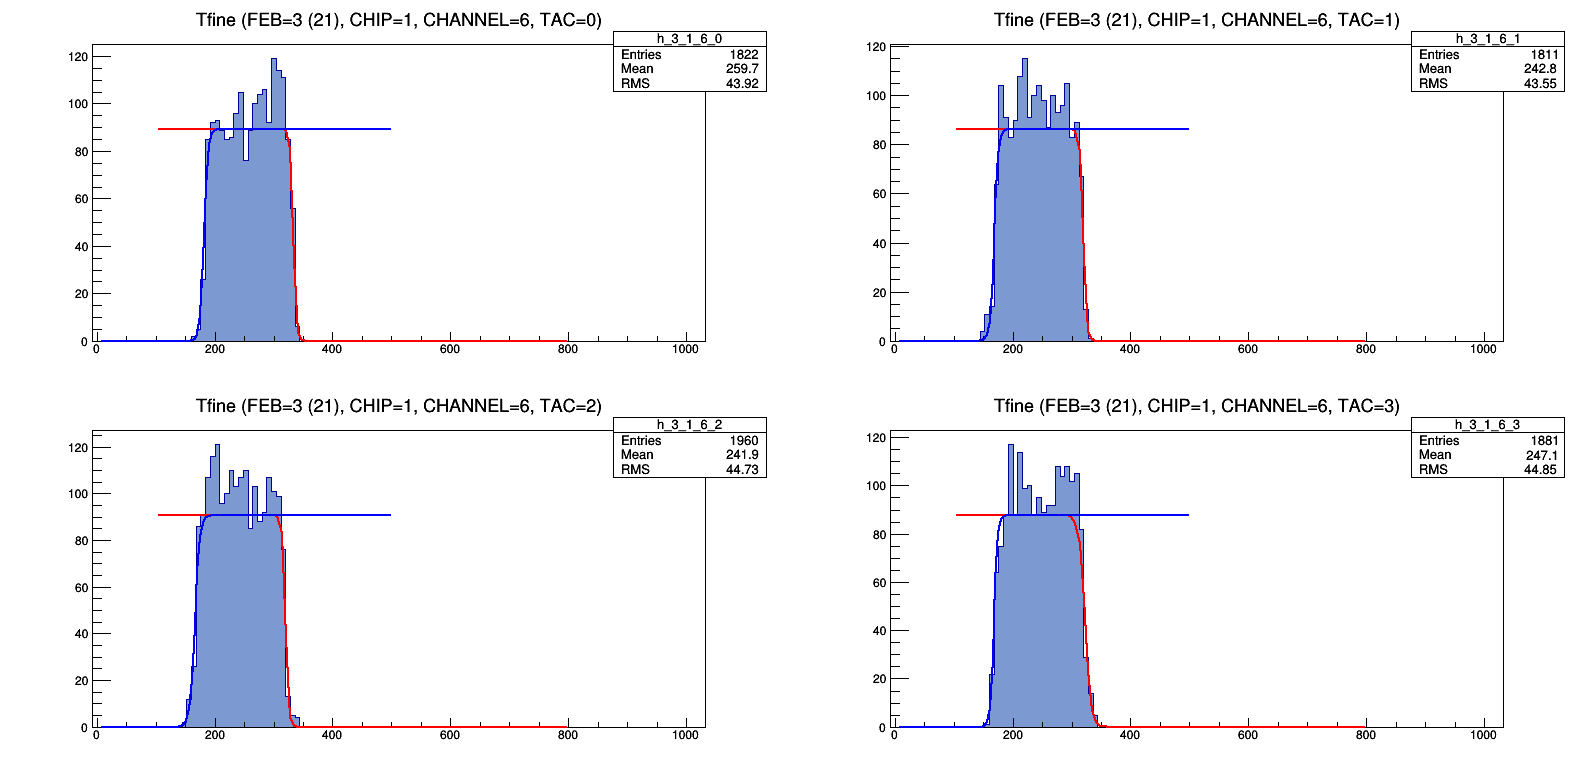 Tfine (FEB=3 (21), CHIP=1, CHANNEL=6, TAC=0)
h_3_1_6_0
Entries 1822
Mean 259.7
RMS 43.92
120
100
80
60
40
20
0
0 200 400 600 800 1000
Tfine (FEB=3 (21), CHIP=1, CHANNEL=6, TAC=1)
h_3_1_6_1
Entries 1811
Mean 242.8
RMS 43.55
120
100
80
60
40
20
0
0 200 400 600 800 1000
Tfine (FEB=3 (21), CHIP=1, CHANNEL=6, TAC=2)
h_3_1_6_2
Entries 1960
Mean 241.9
RMS 44.73
120
100
80
60
40
20
0
0 200 400 600 800 1000
Tfine (FEB=3 (21), CHIP=1, CHANNEL=6, TAC=3)
h_3_1_6_3
Entries 1881
Mean 247.1
RMS 44.85
120
100
80
60
40
20
0
0 200 400 600 800 1000